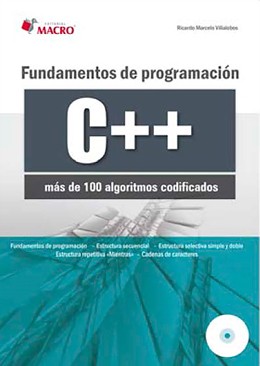 EDITORIAL
MACRO
Ricardo Marcelo Villalobos
Fundamentos de programación
C++
más de 100 algoritmos codificados
Fundamentos de programación - Estructura secuencial - Estructura selectiva simple y doble
Estructura repetitiva «Mientras» - Cadenas de caracteres